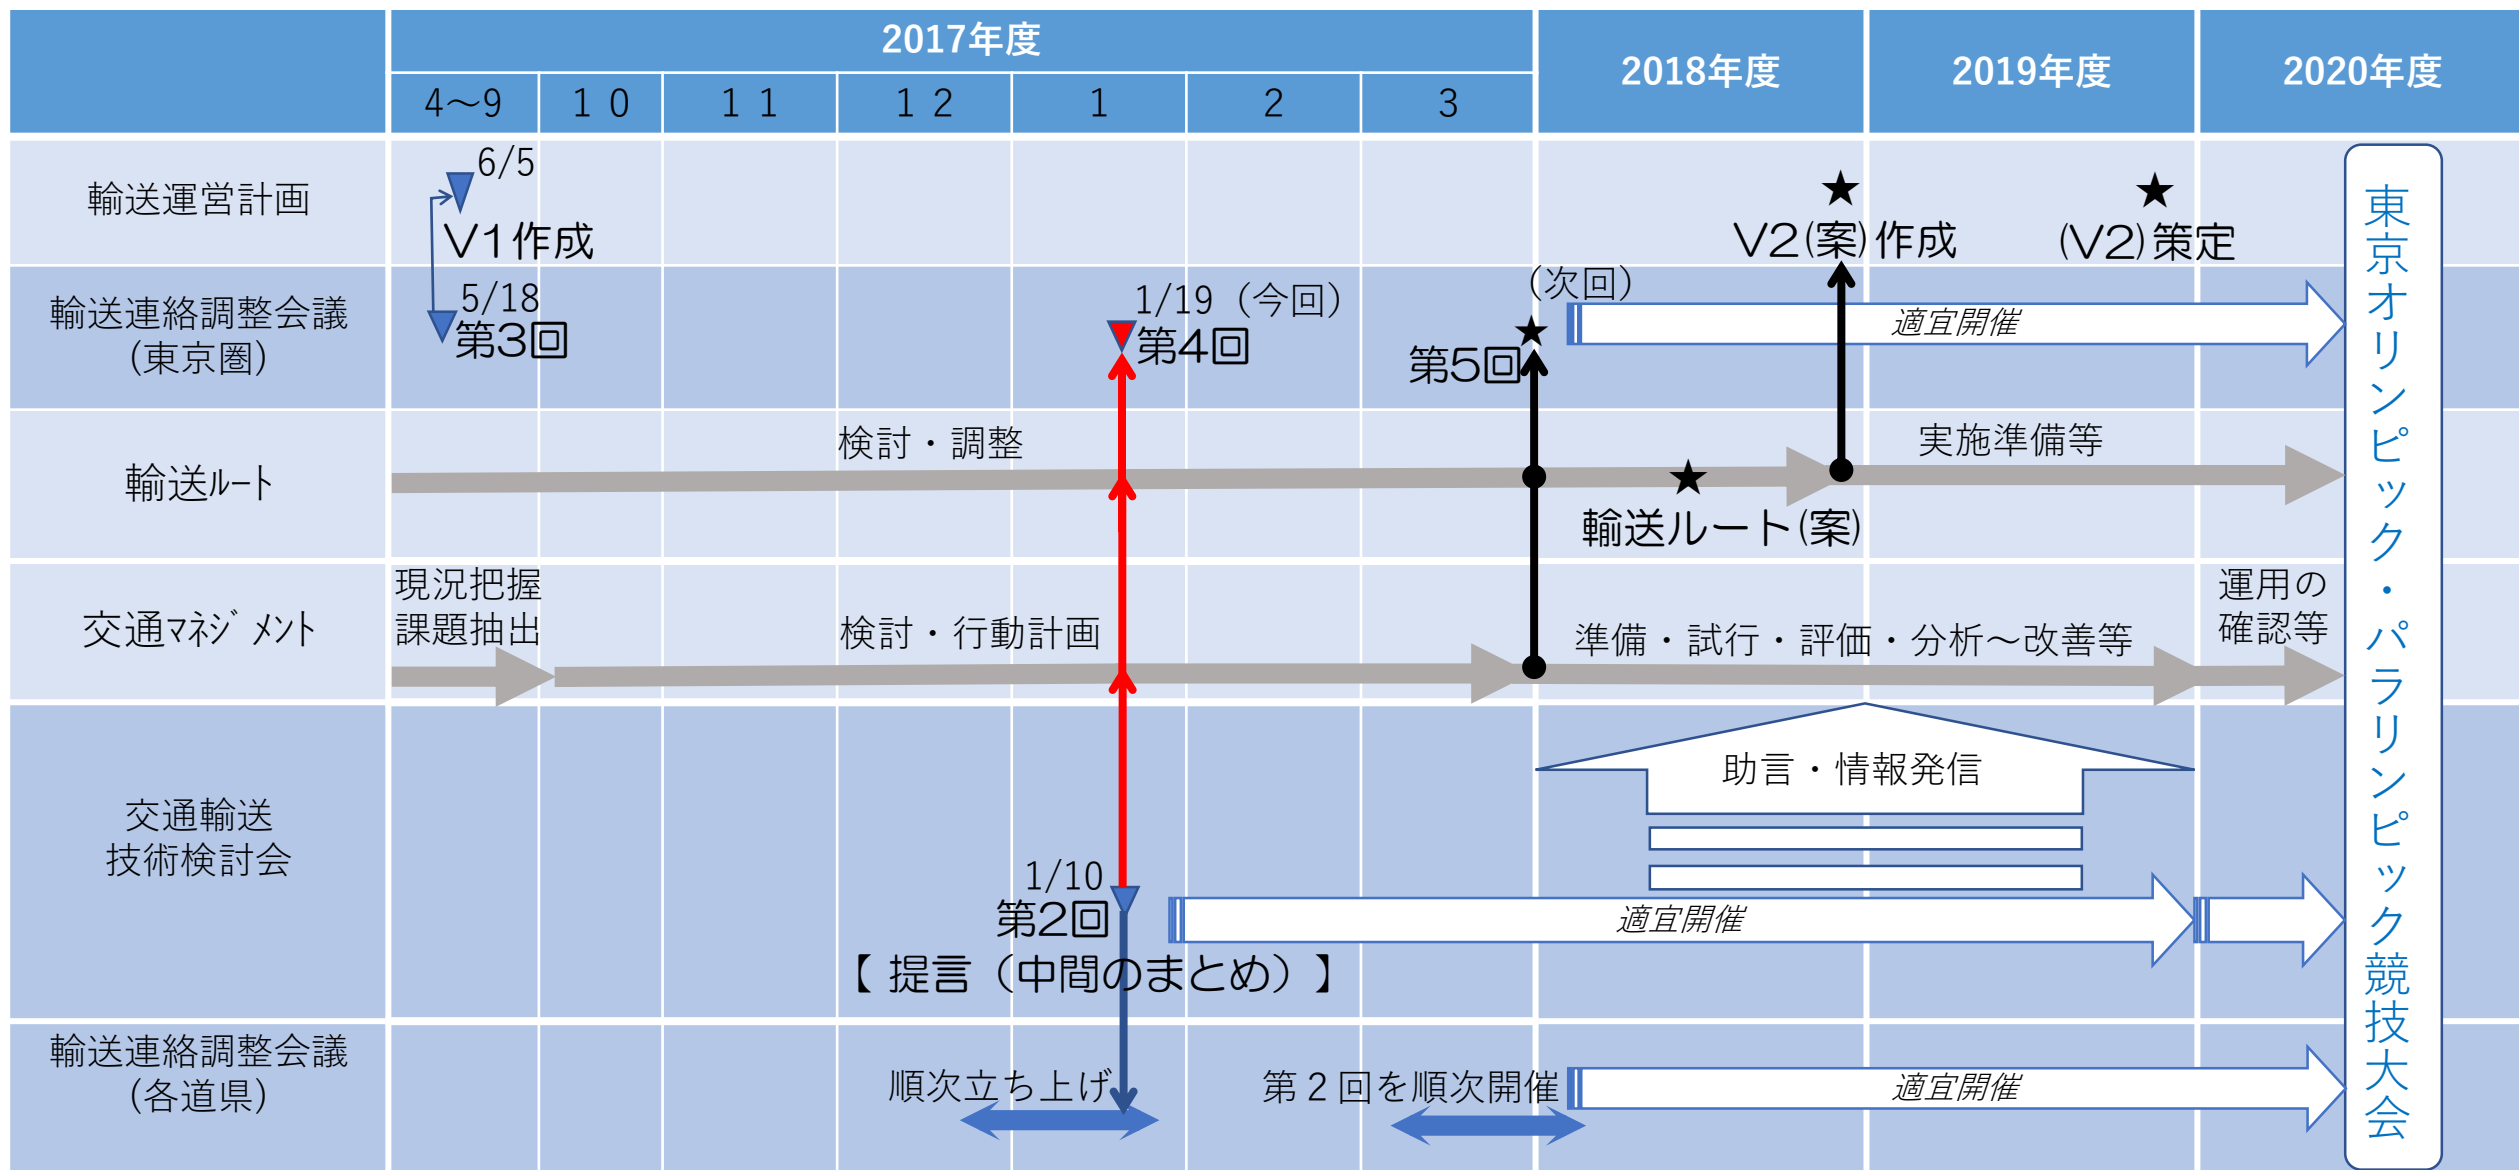 2017年度
2018年度
2019年度
2020年度
4～9
１０
１１
１２
1
2
3
輸送運営計画
6/5
V1作成
V2(案)作成
(V2)策定
輸送連絡調整会議
(東京圏)
5/18
第3回
1/19（今回）
第4回
（次回）
第5回
適宜開催
輸送ﾙｰﾄ
検討・調整
実施準備等
輸送ルート(案)
交通ﾏﾈｼﾞﾒﾝﾄ
現況把握
課題抽出
検討・行動計画
準備・試行・評価・分析～改善等
運用の
確認等
交通輸送
技術検討会
助言・情報発信
1/10
第2回
【 提言（中間のまとめ）】
適宜開催
輸送連絡調整会議
(各道県)
順次立ち上げ
第２回を順次開催
適宜開催
東京オリンピック・パラリンピック競技大会